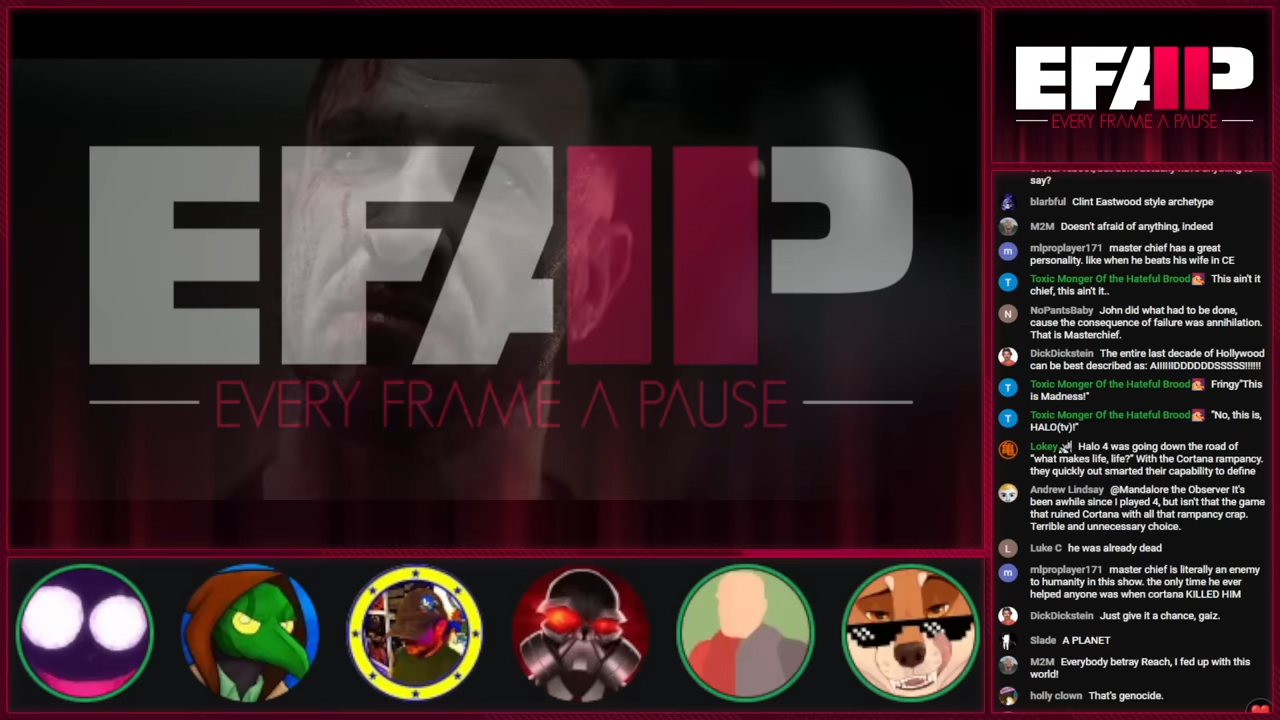 EFAP
EVERY FRAME A PAUSE
EFAP
EVERY FRAME A PAUSE
say?
blarbful Clint Eastwood style archetype
M2M Doesn't afraid of anything, indeed
mlproplayer171 master chief has a great
personality. like when he beats his wife in CE
Toxic Monger Of the Hateful Brood This ain't it
chief, this ain't it..
NoPantsBaby John did what had to be done,
cause the consequence of failure was annihilation.
That is Masterchief.
DickDickstein The entire last decade of Hollywood
can be best described as: AIIIIIIDDDDDDSSSSS!!!!!!
Toxic Monger Of the Hateful Brood Fringy"This
is Madness!"
Toxic Monger Of the Hateful Brood "No, this is,
HALO(tv)!"
Lokey Halo 4 was going down the road of
"what makes life, life?" With the Cortana rampancy.
they quickly out smarted their capability to define
Andrew Lindsay @Mandalore the Observer It's
been awhile since I played 4, but isn't that the game
that ruined Cortana with all that rampancy crap.
Terrible and unnecessary choice.
Luke C he was already dead
mlproplayer171 master chief is literally an enemy
to humanity in this show. the only time he ever
helped anyone was when cortana KILLED HIM
DickDickstein Just give it a chance, gaiz.
Slade A PLANET
M2M Everybody betray Reach, I fed up with this
world!
holly clown That's genocide.